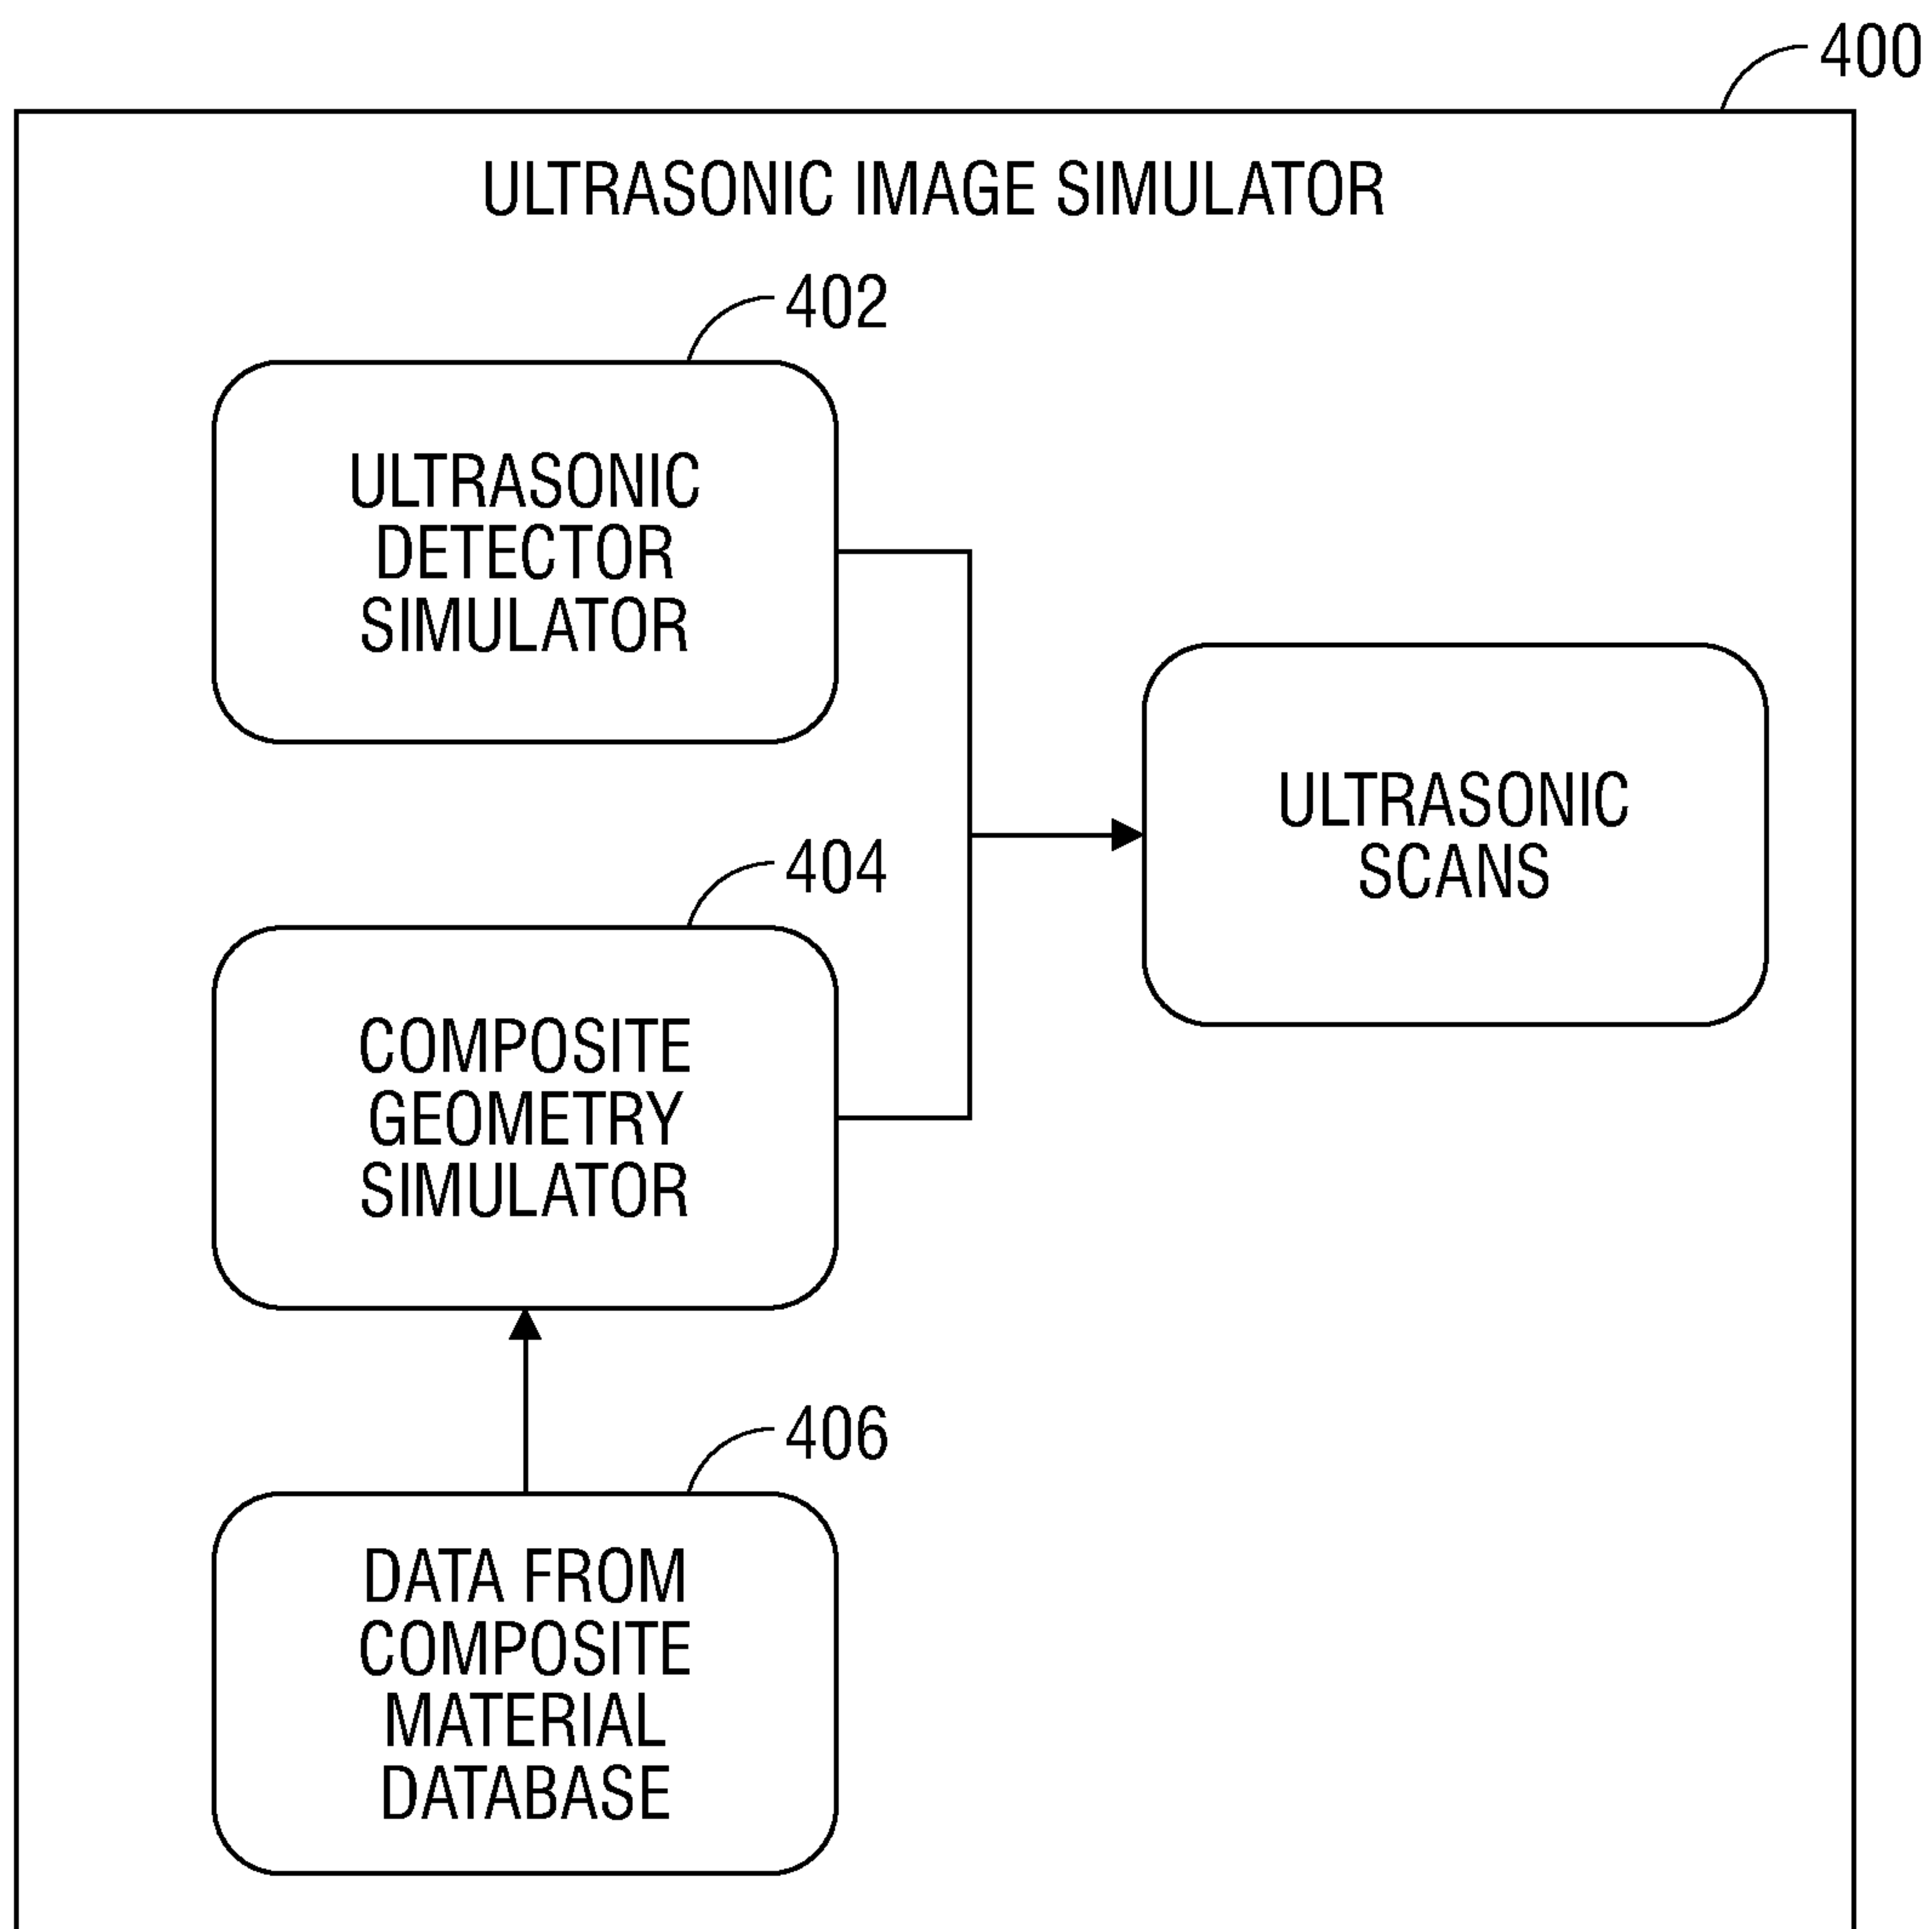 400
ULTRASONIC IMAGE SIMULATOR
402
ULTRASONIC
DETECTOR
SIMULATOR
ULTRASONIC
SCANS
404
COMPOSITE
GEOMETRY
SIMULATOR
406
DATA FROM
COMPOSITE
MATERIAL
DATABASE